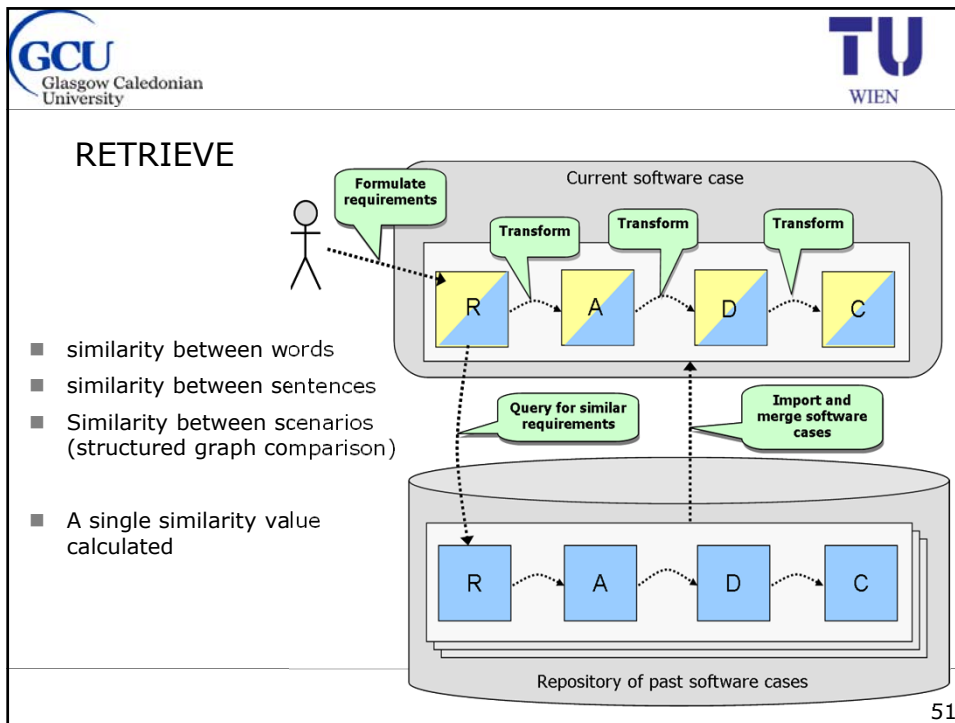 GCU
Glasgow Caledonian
University
TU
WIEN
RETRIEVE
Current software case
Formulate
requirements
Transform
Transform
Transform
R
A
D
C
■ similarity between words
■ similarity between sentences
■ Similarity between scenarios
(structured graph comparison)
■ A single similarity value
calculated
Query for similar
requirements
Import and
merge software
cases
R
A
D
C
Repository of past software cases
51